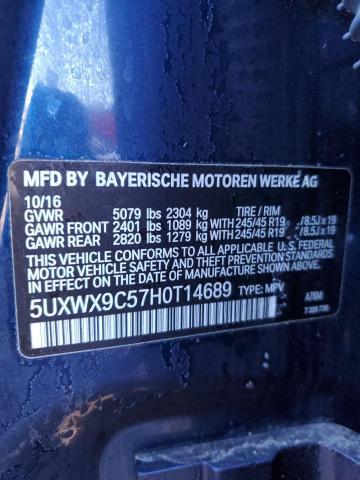 MFD BY BAYERISCHE MOTOREN WERKE AG
10/16
GVWR 5079 lbs 2304 kg TIRE / RIM
GAWR FRONT 2401 lbs 1089 kg WITH 245/45 R19 /8.5J x 19
GAWR REAR 2820 lbs 1279 kg WITH 245/45 R19 /8.5J x 19
THIS VEHICLE CONFORMS TO ALL APPLICABLE U.S. FEDERAL
MOTOR VEHICLE SAFETY STANDARDS IN EFFECT
ON THE DATE OF MANUFACTURE SHOWN ABOVE.
5UXWX9C57H0T14689 TYPE: MPV